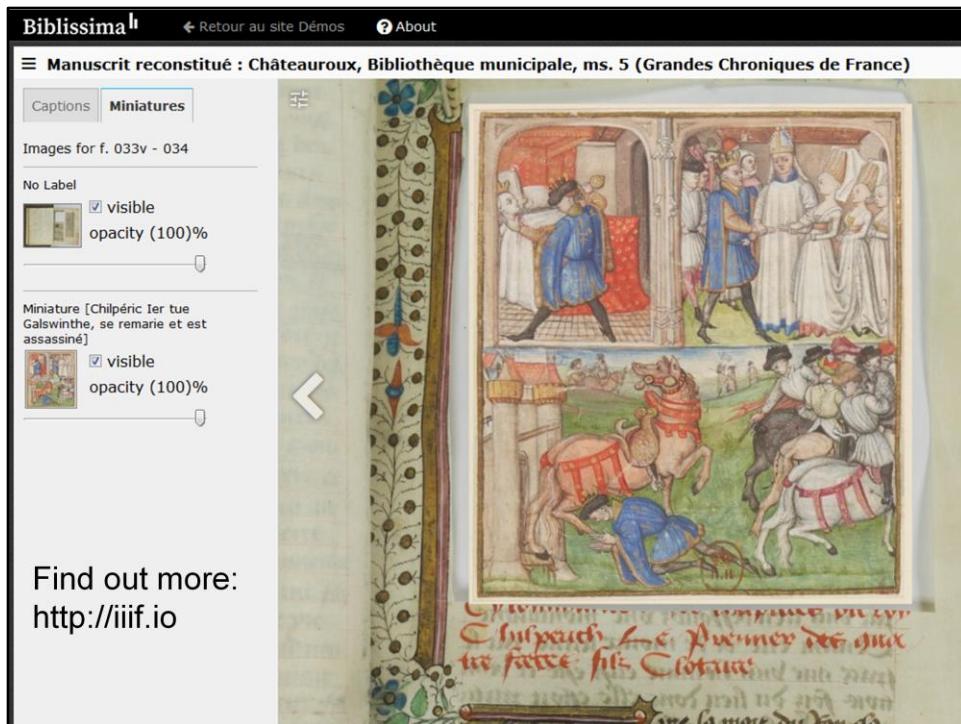 Biblissima
Retour au site Démos
? About
Manuscrit reconstitué : Châteauroux, Bibliothèque municipale, ms. 5 (Grandes Chroniques de France)
Captions
Miniatures
Images for f. 033v - 034
No Label
visible
opacity (100)%
Miniature [Chilpéric Ier tue
Galswinthe, se remarie et est
assassiné]
visible
opacity (100)%
Find out more:
http://iiif.io
Le Premier des qua
tre freres filz Clotaire